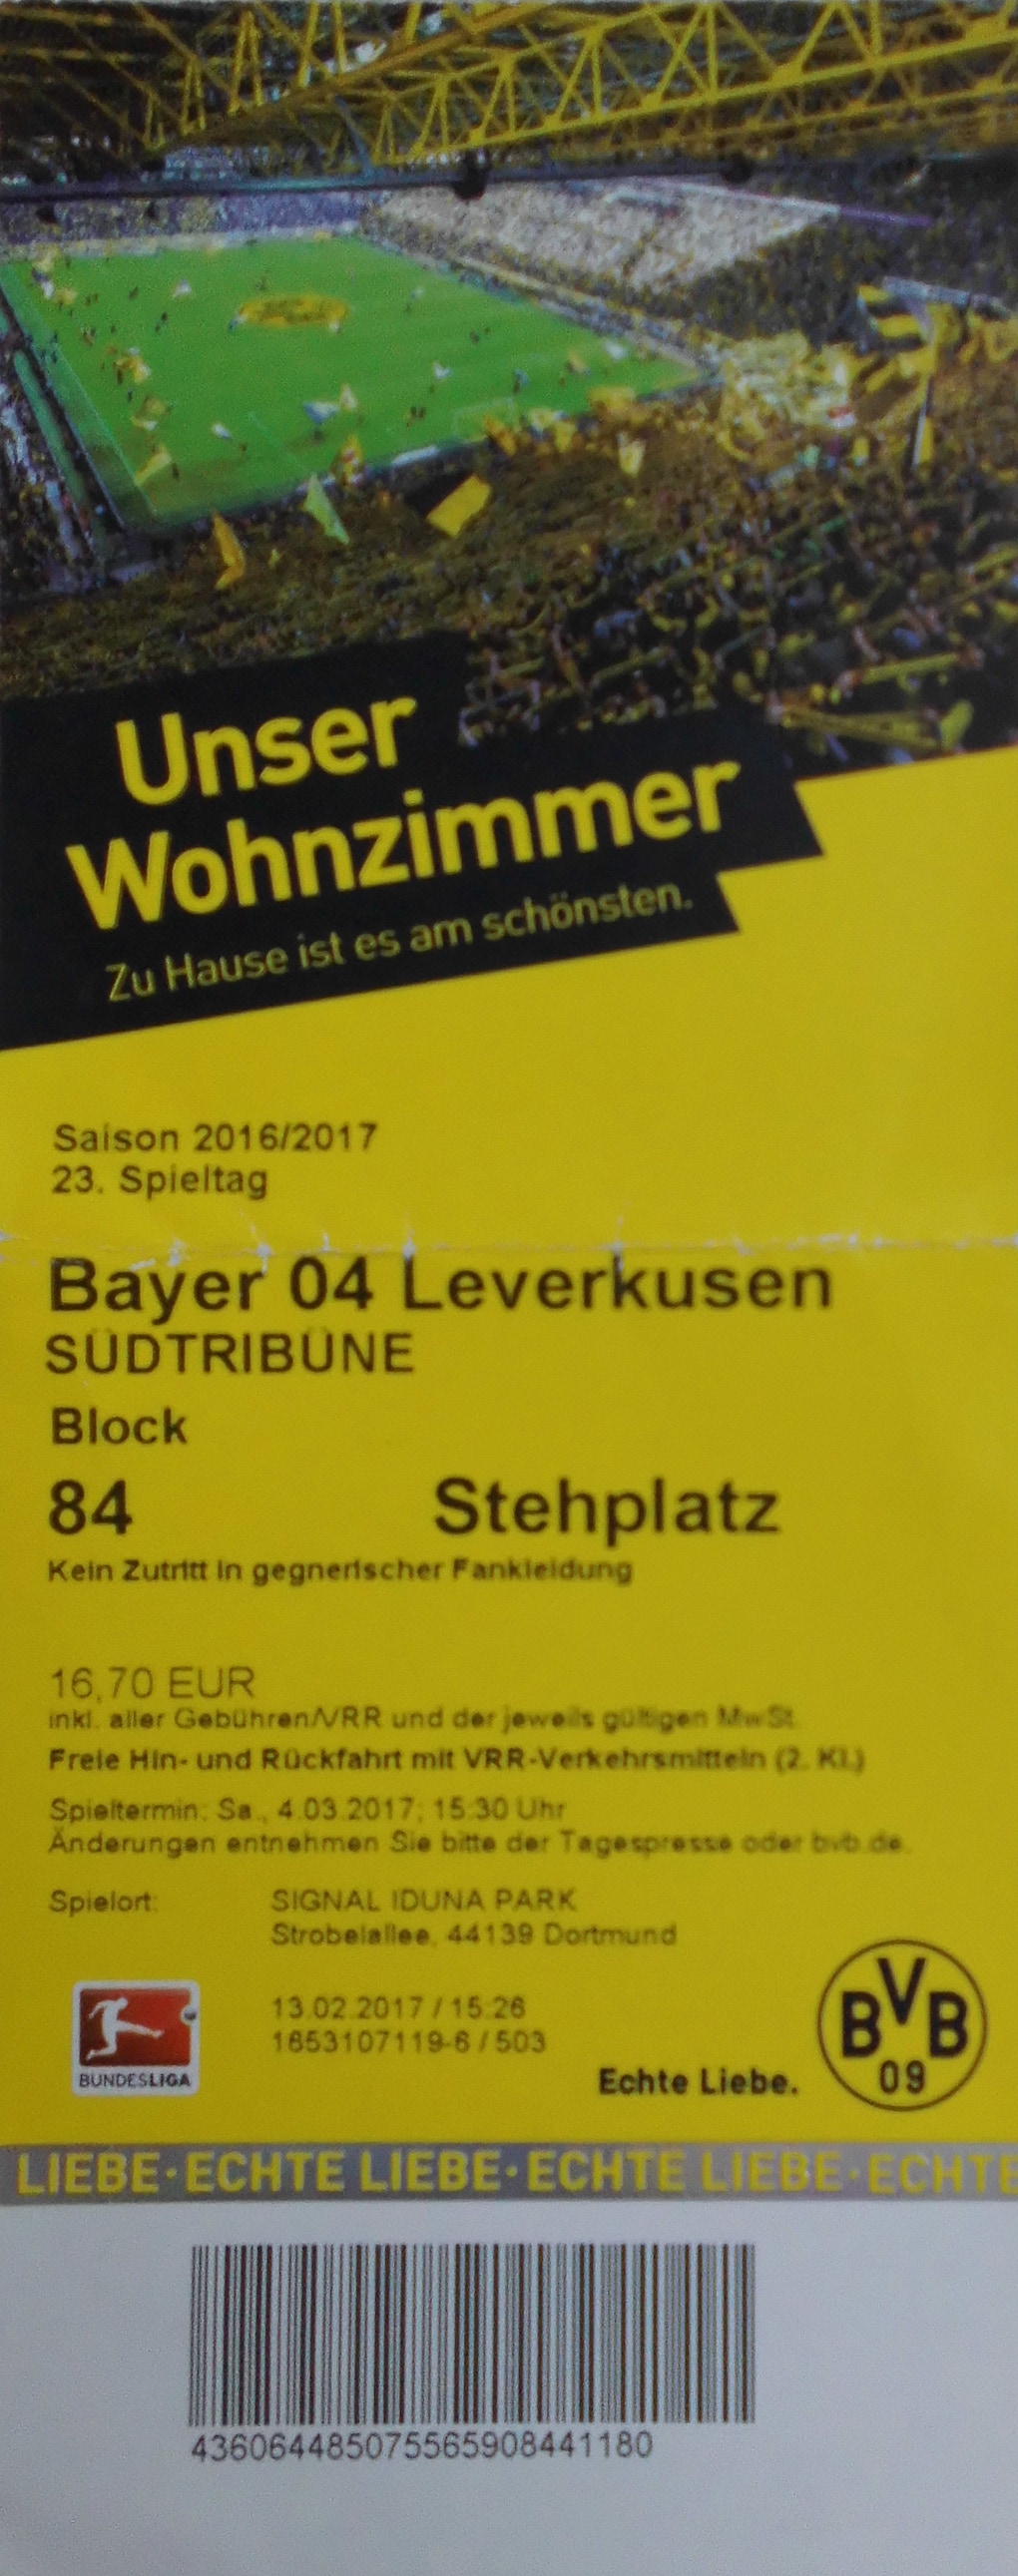 Unser
Wohnzimmer
Zu Hause ist es am schönsten.
Saison 2016/2017
23. Spieltag
Bayer 04 Leverkusen
SÜDTRIBÜNE
Block
84 Stehplatz
Kein Zutritt in gegnerischer Fankleidung
16,70 EUR
inkl. aller Gebühren/VRR und der jeweils gültigen MwSt.
Freie Hin- und Rückfahrt mit VRR-Verkehrsmitteln (2. Kl.)
Spieltermin: Sa., 4.03.2017; 15:30 Uhr
Änderungen entnehmen Sie bitte der Tagespresse oder bvb.de.
Spielort: SIGNAL IDUNA PARK
Strobelallee, 44139 Dortmund
13.02.2017 / 15:26
1653107119-6 / 503
BUNDESLIGA
Echte Liebe.
BVB
09
LIEBE · ECHTE LIEBE · ECHTE LIEBE · ECHTE
4360644850755659084411​80